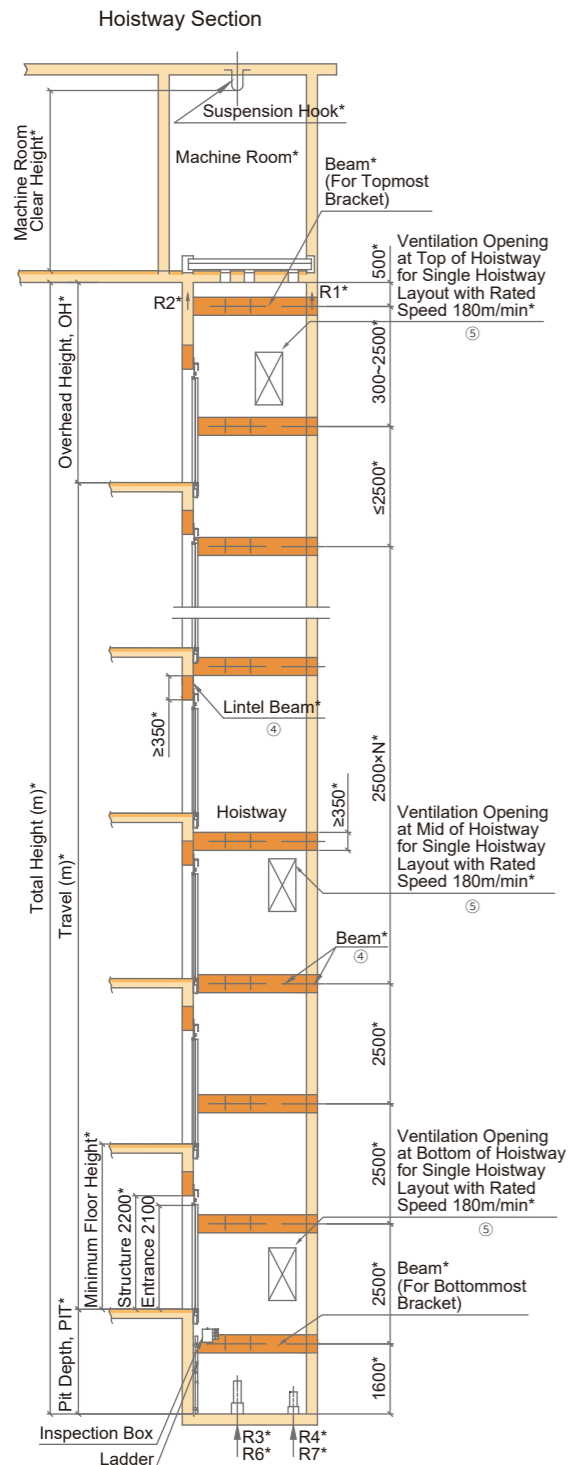 Hoistway Section
Suspension Hook*
Machine Room
Clear Height*
Machine Room*
Beam*
(For Topmost
Bracket)
Ventilation Opening
at Top of Hoistway
for Single Hoistway
Layout with Rated
Speed 180m/min*
⑤
500*
R2*
R1*
Overhead Height, OH*
300~2500*
≤2500*
Lintel Beam*
④
≥350*
2500×N*
Hoistway
≥350*
Ventilation Opening
at Mid of Hoistway
for Single Hoistway
Layout with Rated
Speed 180m/min*
⑤
Total Height (m)*
Travel (m)*
Beam*
④
2500*
2500*
Ventilation Opening
at Bottom of Hoistway
for Single Hoistway
Layout with Rated
Speed 180m/min*
⑤
Minimum Floor Height*
Structure 2200*
Entrance 2100
2500*
Beam*
(For Bottommost
Bracket)
Pit Depth, PIT*
1600*
Inspection Box
Ladder
R3*
R6*
R4*
R7*